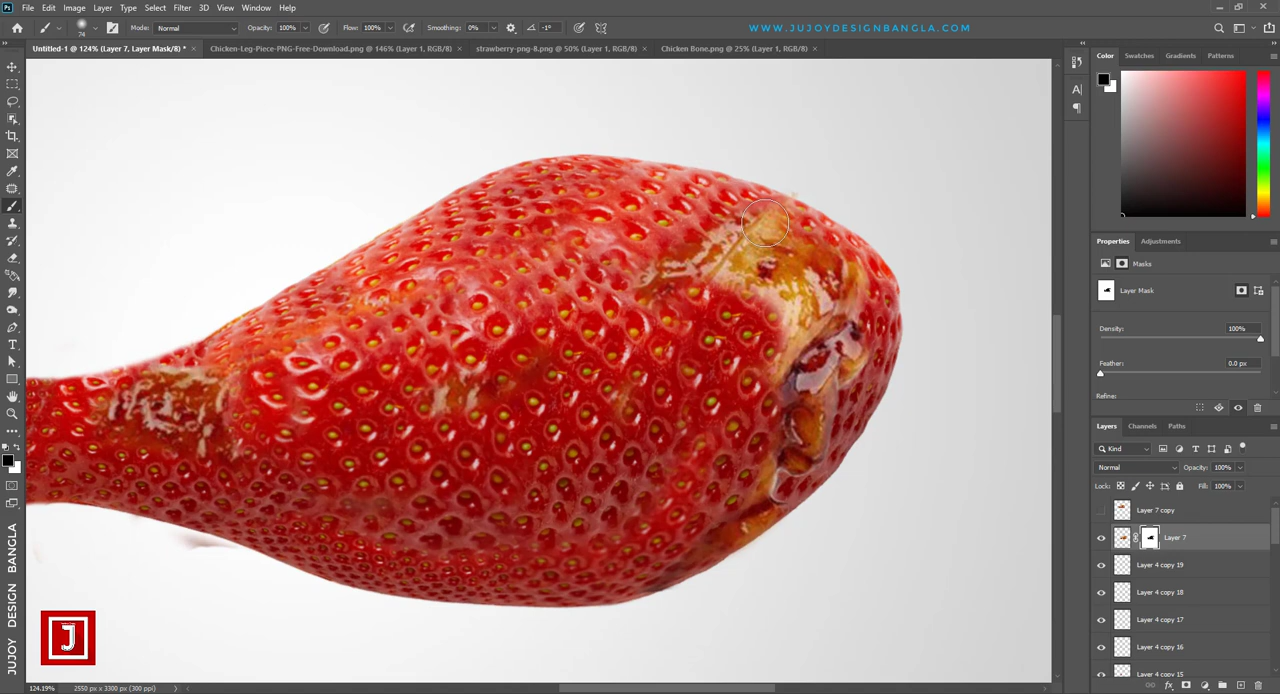 Ps File Edit Image Layer Type Select Filter 3D View Window Help
74 Mode: Normal Opacity: 100% Flow: 100% Smoothing: 0% -1° WWW.JUJOYDESIGNBANGLA.COM
Untitled-1 @ 124% (Layer 7, Layer Mask/8) * × Chicken-Leg-Piece-PNG-Free-Download.png @ 146% (Layer 1, RGB/8) × strawberry-png-8.png @ 50% (Layer 1, RGB/8) × Chicken Bone.png @ 25% (Layer 1, RGB/8) ×
Color Swatches Gradients Patterns
Properties Adjustments
Masks
Layer Mask
Density: 100%
Feather: 0.0 px
Refine:
Layers Channels Paths
Kind
Normal Opacity: 100%
Lock: Fill: 100%
Layer 7 copy
Layer 7
Layer 4 copy 19
Layer 4 copy 18
Layer 4 copy 17
Layer 4 copy 16
Layer 4 copy 15
JUJOY DESIGN BANGLA
J
124.19% 2550 px x 3300 px (300 ppi)